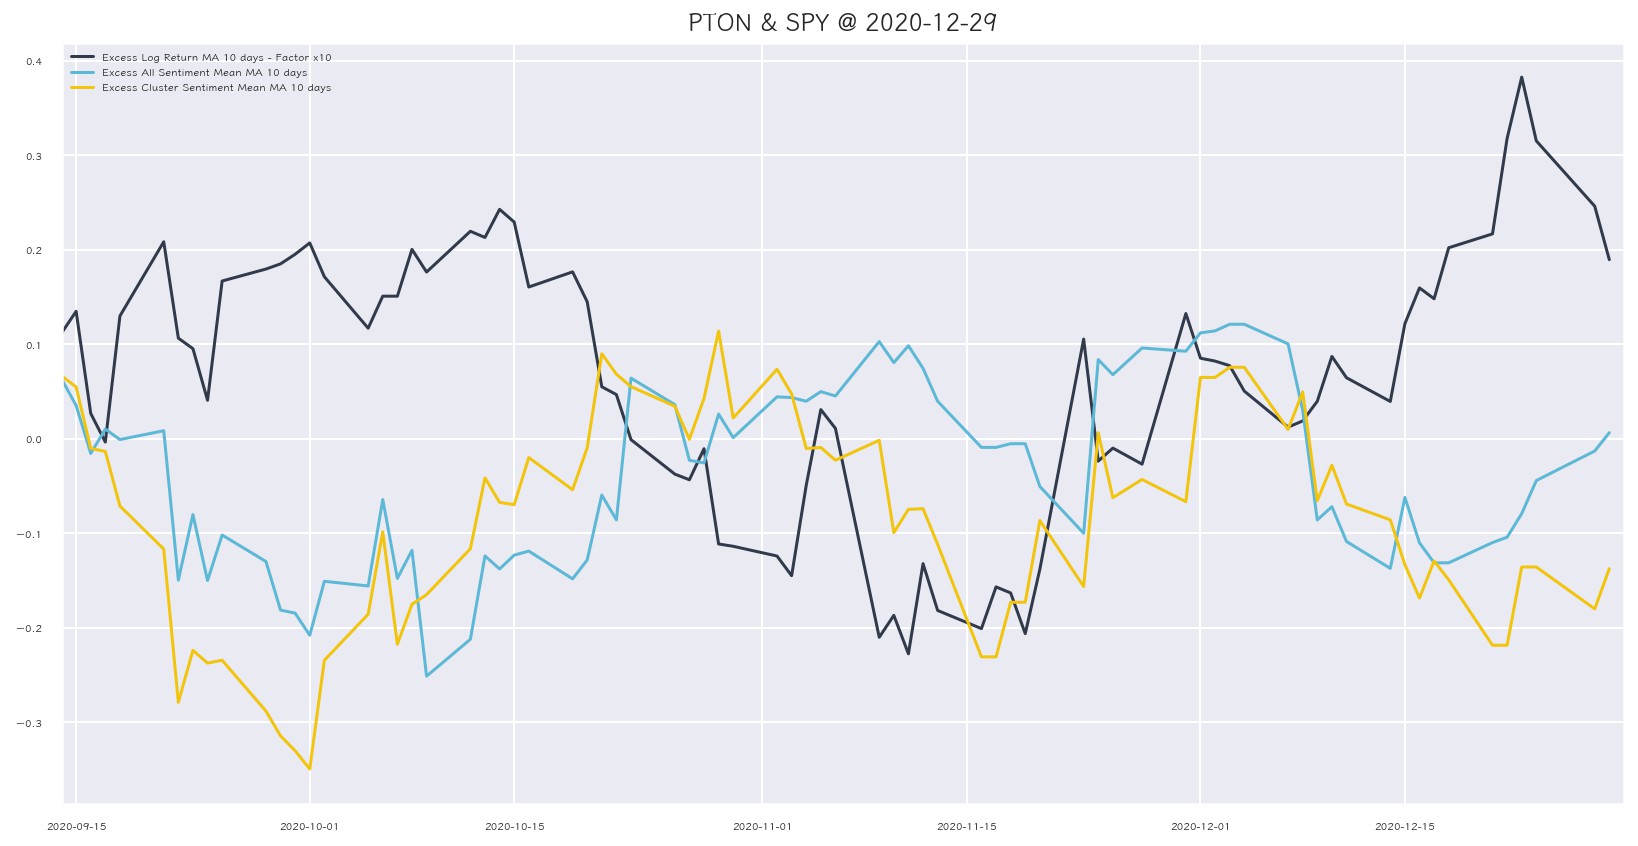 PTON & SPY @ 2020-12-29
Excess Log Return MA 10 days - Factor x10
Excess All Sentiment Mean MA 10 days
Excess Cluster Sentiment Mean MA 10 days
0.4
0.3
0.2
0.1
0.0
−0.1
−0.2
−0.3
2020-09-15 2020-10-01 2020-10-15 2020-11-01 2020-11-15 2020-12-01 2020-12-15